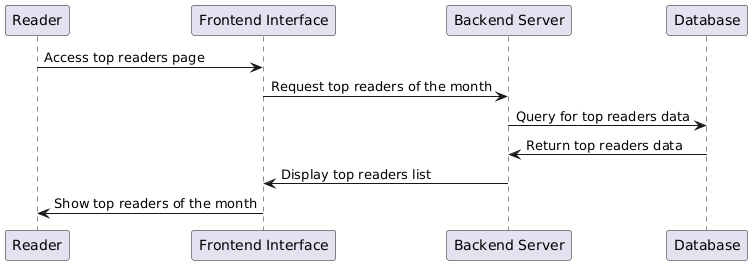 Reader Frontend Interface Backend Server Database
Access top readers page
Request top readers of the month
Query for top readers data
Return top readers data
Display top readers list
Show top readers of the month
Reader Frontend Interface Backend Server Database